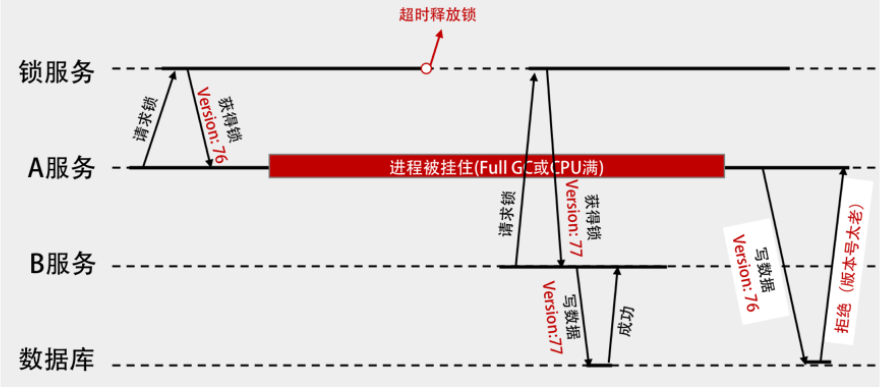 超时释放锁
锁服务
请求锁
获得锁
Version: 76
A服务
进程被挂住(Full GC或CPU满)
请求锁
获得锁
Version: 77
B服务
写数据
Version:77
成功
写数据
Version: 76
拒绝（版本号太老）
数据库